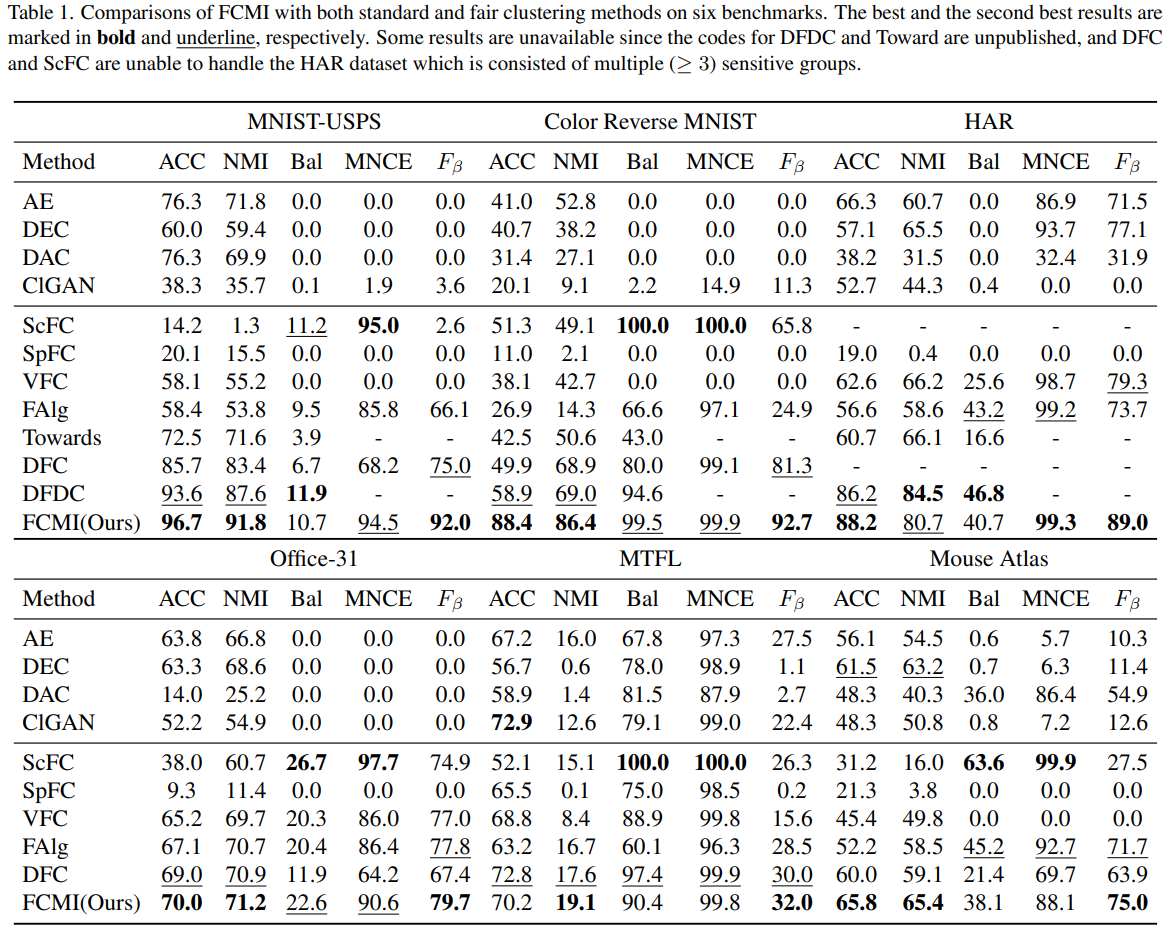 Table 1. Comparisons of FCMI with both standard and fair clustering methods on six benchmarks. The best and the second best results are
marked in bold and underline, respectively. Some results are unavailable since the codes for DFDC and Toward are unpublished, and DFC
and ScFC are unable to handle the HAR dataset which is consisted of multiple (≥ 3) sensitive groups.
MNIST-USPS Color Reverse MNIST HAR
Method ACC NMI Bal MNCE Fβ ACC NMI Bal MNCE Fβ ACC NMI Bal MNCE Fβ
AE 76.3 71.8 0.0 0.0 0.0 41.0 52.8 0.0 0.0 0.0 66.3 60.7 0.0 86.9 71.5
DEC 60.0 59.4 0.0 0.0 0.0 40.7 38.2 0.0 0.0 0.0 57.1 65.5 0.0 93.7 77.1
DAC 76.3 69.9 0.0 0.0 0.0 31.4 27.1 0.0 0.0 0.0 38.2 31.5 0.0 32.4 31.9
ClGAN 38.3 35.7 0.1 1.9 3.6 20.1 9.1 2.2 14.9 11.3 52.7 44.3 0.4 0.0 0.0
ScFC 14.2 1.3 11.2 95.0 2.6 51.3 49.1 100.0 100.0 65.8 - - - - -
SpFC 20.1 15.5 0.0 0.0 0.0 11.0 2.1 0.0 0.0 0.0 19.0 0.4 0.0 0.0 0.0
VFC 58.1 55.2 0.0 0.0 0.0 38.1 42.7 0.0 0.0 0.0 62.6 66.2 25.6 98.7 79.3
FAlg 58.4 53.8 9.5 85.8 66.1 26.9 14.3 66.6 97.1 24.9 56.6 58.6 43.2 99.2 73.7
Towards 72.5 71.6 3.9 - - 42.5 50.6 43.0 - - 60.7 66.1 16.6 - -
DFC 85.7 83.4 6.7 68.2 75.0 49.9 68.9 80.0 99.1 81.3 - - - - -
DFDC 93.6 87.6 11.9 - - 58.9 69.0 94.6 - - 86.2 84.5 46.8 - -
FCMI(Ours) 96.7 91.8 10.7 94.5 92.0 88.4 86.4 99.5 99.9 92.7 88.2 80.7 40.7 99.3 89.0
Office-31 MTFL Mouse Atlas
Method ACC NMI Bal MNCE Fβ ACC NMI Bal MNCE Fβ ACC NMI Bal MNCE Fβ
AE 63.8 66.8 0.0 0.0 0.0 67.2 16.0 67.8 97.3 27.5 56.1 54.5 0.6 5.7 10.3
DEC 63.3 68.6 0.0 0.0 0.0 56.7 0.6 78.0 98.9 1.1 61.5 63.2 0.7 6.3 11.4
DAC 14.0 25.2 0.0 0.0 0.0 58.9 1.4 81.5 87.9 2.7 48.3 40.3 36.0 86.4 54.9
ClGAN 52.2 54.9 0.0 0.0 0.0 72.9 12.6 79.1 99.0 22.4 48.3 50.8 0.8 7.2 12.6
ScFC 38.0 60.7 26.7 97.7 74.9 52.1 15.1 100.0 100.0 26.3 31.2 16.0 63.6 99.9 27.5
SpFC 9.3 11.4 0.0 0.0 0.0 65.5 0.1 75.0 98.5 0.2 21.3 3.8 0.0 0.0 0.0
VFC 65.2 69.7 20.3 86.0 77.0 68.8 8.4 88.9 99.8 15.6 45.4 49.8 0.0 0.0 0.0
FAlg 67.1 70.7 20.4 86.4 77.8 63.2 16.7 60.1 96.3 28.5 52.2 58.5 45.2 92.7 71.7
DFC 69.0 70.9 11.9 64.2 67.4 72.8 17.6 97.4 99.9 30.0 60.0 59.1 21.4 69.7 63.9
FCMI(Ours) 70.0 71.2 22.6 90.6 79.7 70.2 19.1 90.4 99.8 32.0 65.8 65.4 38.1 88.1 75.0